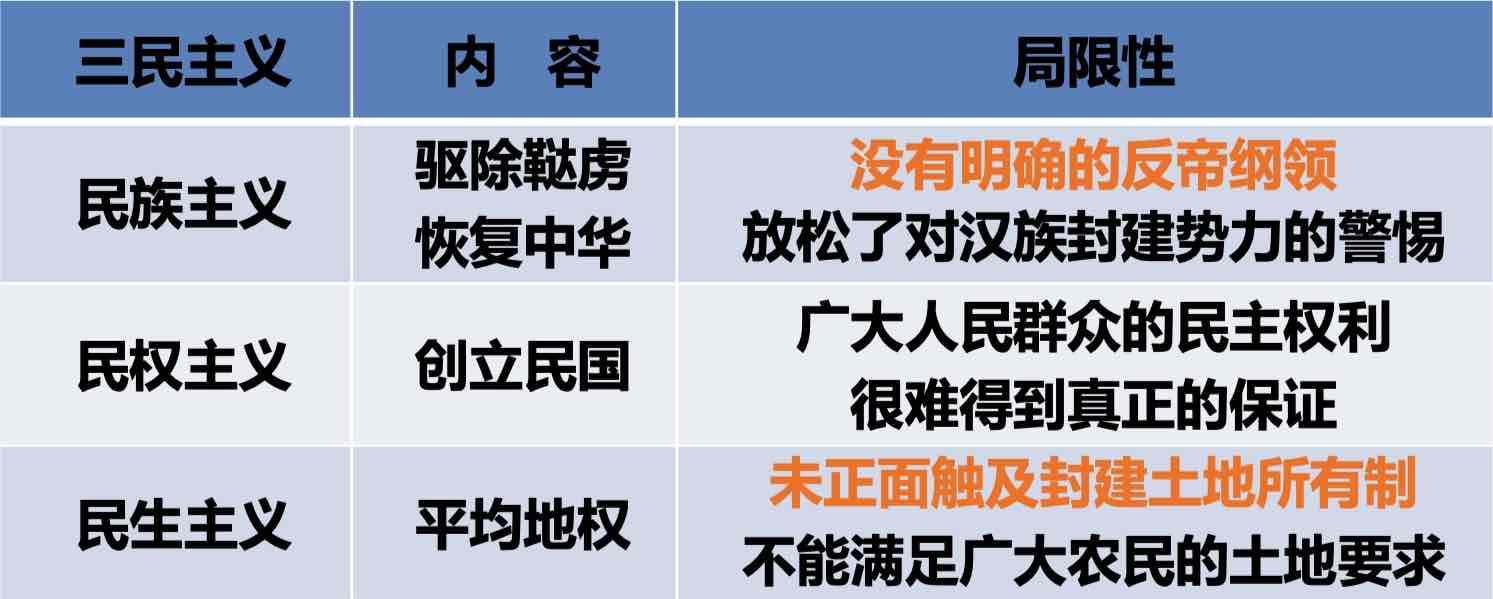 三民主义 内 容 局限性
民族主义
驱除鞑虏
恢复中华
没有明确的反帝纲领
放松了对汉族封建势力的警惕
民权主义
创立民国
广大人民群众的民主权利
很难得到真正的保证
民生主义
平均地权
未正面触及封建土地所有制
不能满足广大农民的土地要求